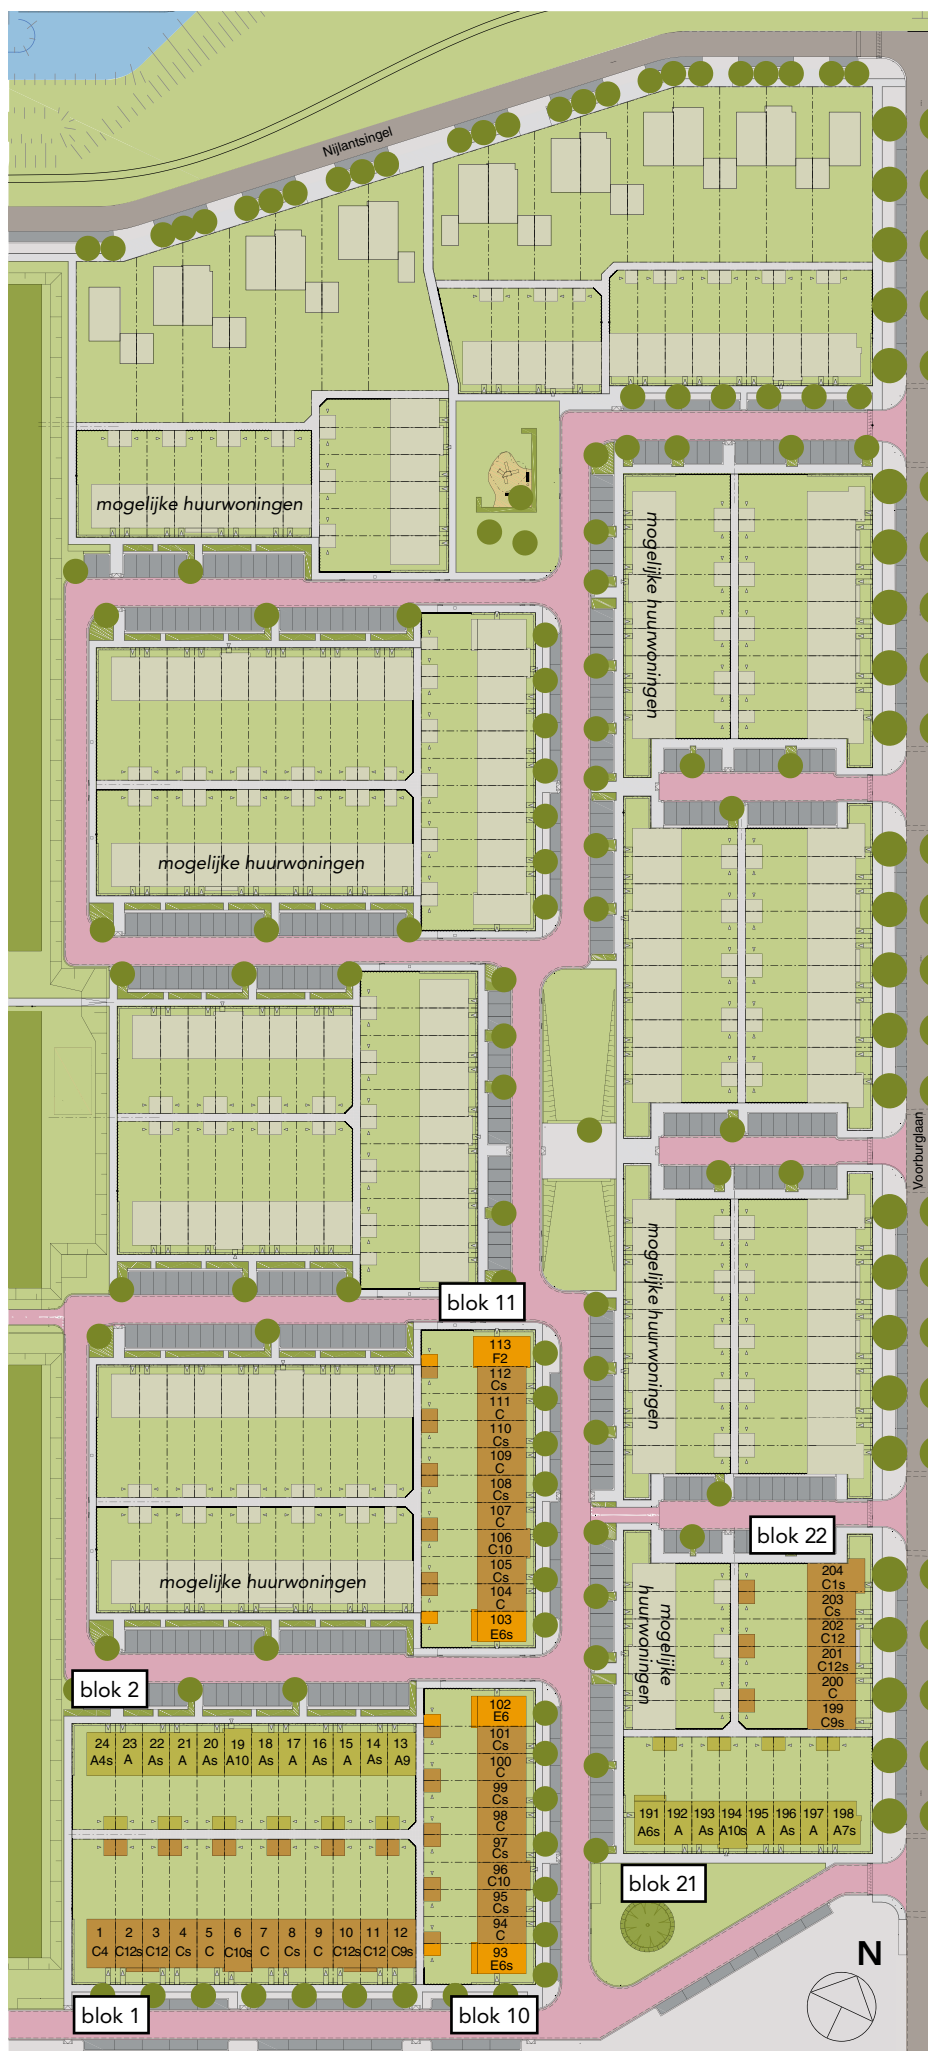 Nijlantsingel
mogelijke huurwoningen
mogelijke huurwoningen
mogelijke huurwoningen
Voorburglaan
mogelijke huurwoningen
blok 11
113
F2
112
Cs
111
C
110
Cs
109
C
108
Cs
107
C
106
C10
105
Cs
104
C
103
E6s
mogelijke huurwoningen
blok 22
204
C1s
203
Cs
202
C12
201
C12s
200
C
199
C9s
mogelijke
huurwoningen
blok 2
24 23 22 21 20 19 18 17 16 15 14 13
A4s A As A As A10 As A As A As A9
102
E6
101
Cs
100
C
99
Cs
98
C
97
Cs
96
C10
95
Cs
94
C
93
E6s
191 192 193 194 195 196 197 198
A6s A As A10s A As A A7s
blok 21
1 2 3 4 5 6 7 8 9 10 11 12
C4 C12s C12 Cs C C10s C Cs C C12s C12 C9s
N
blok 1
blok 10